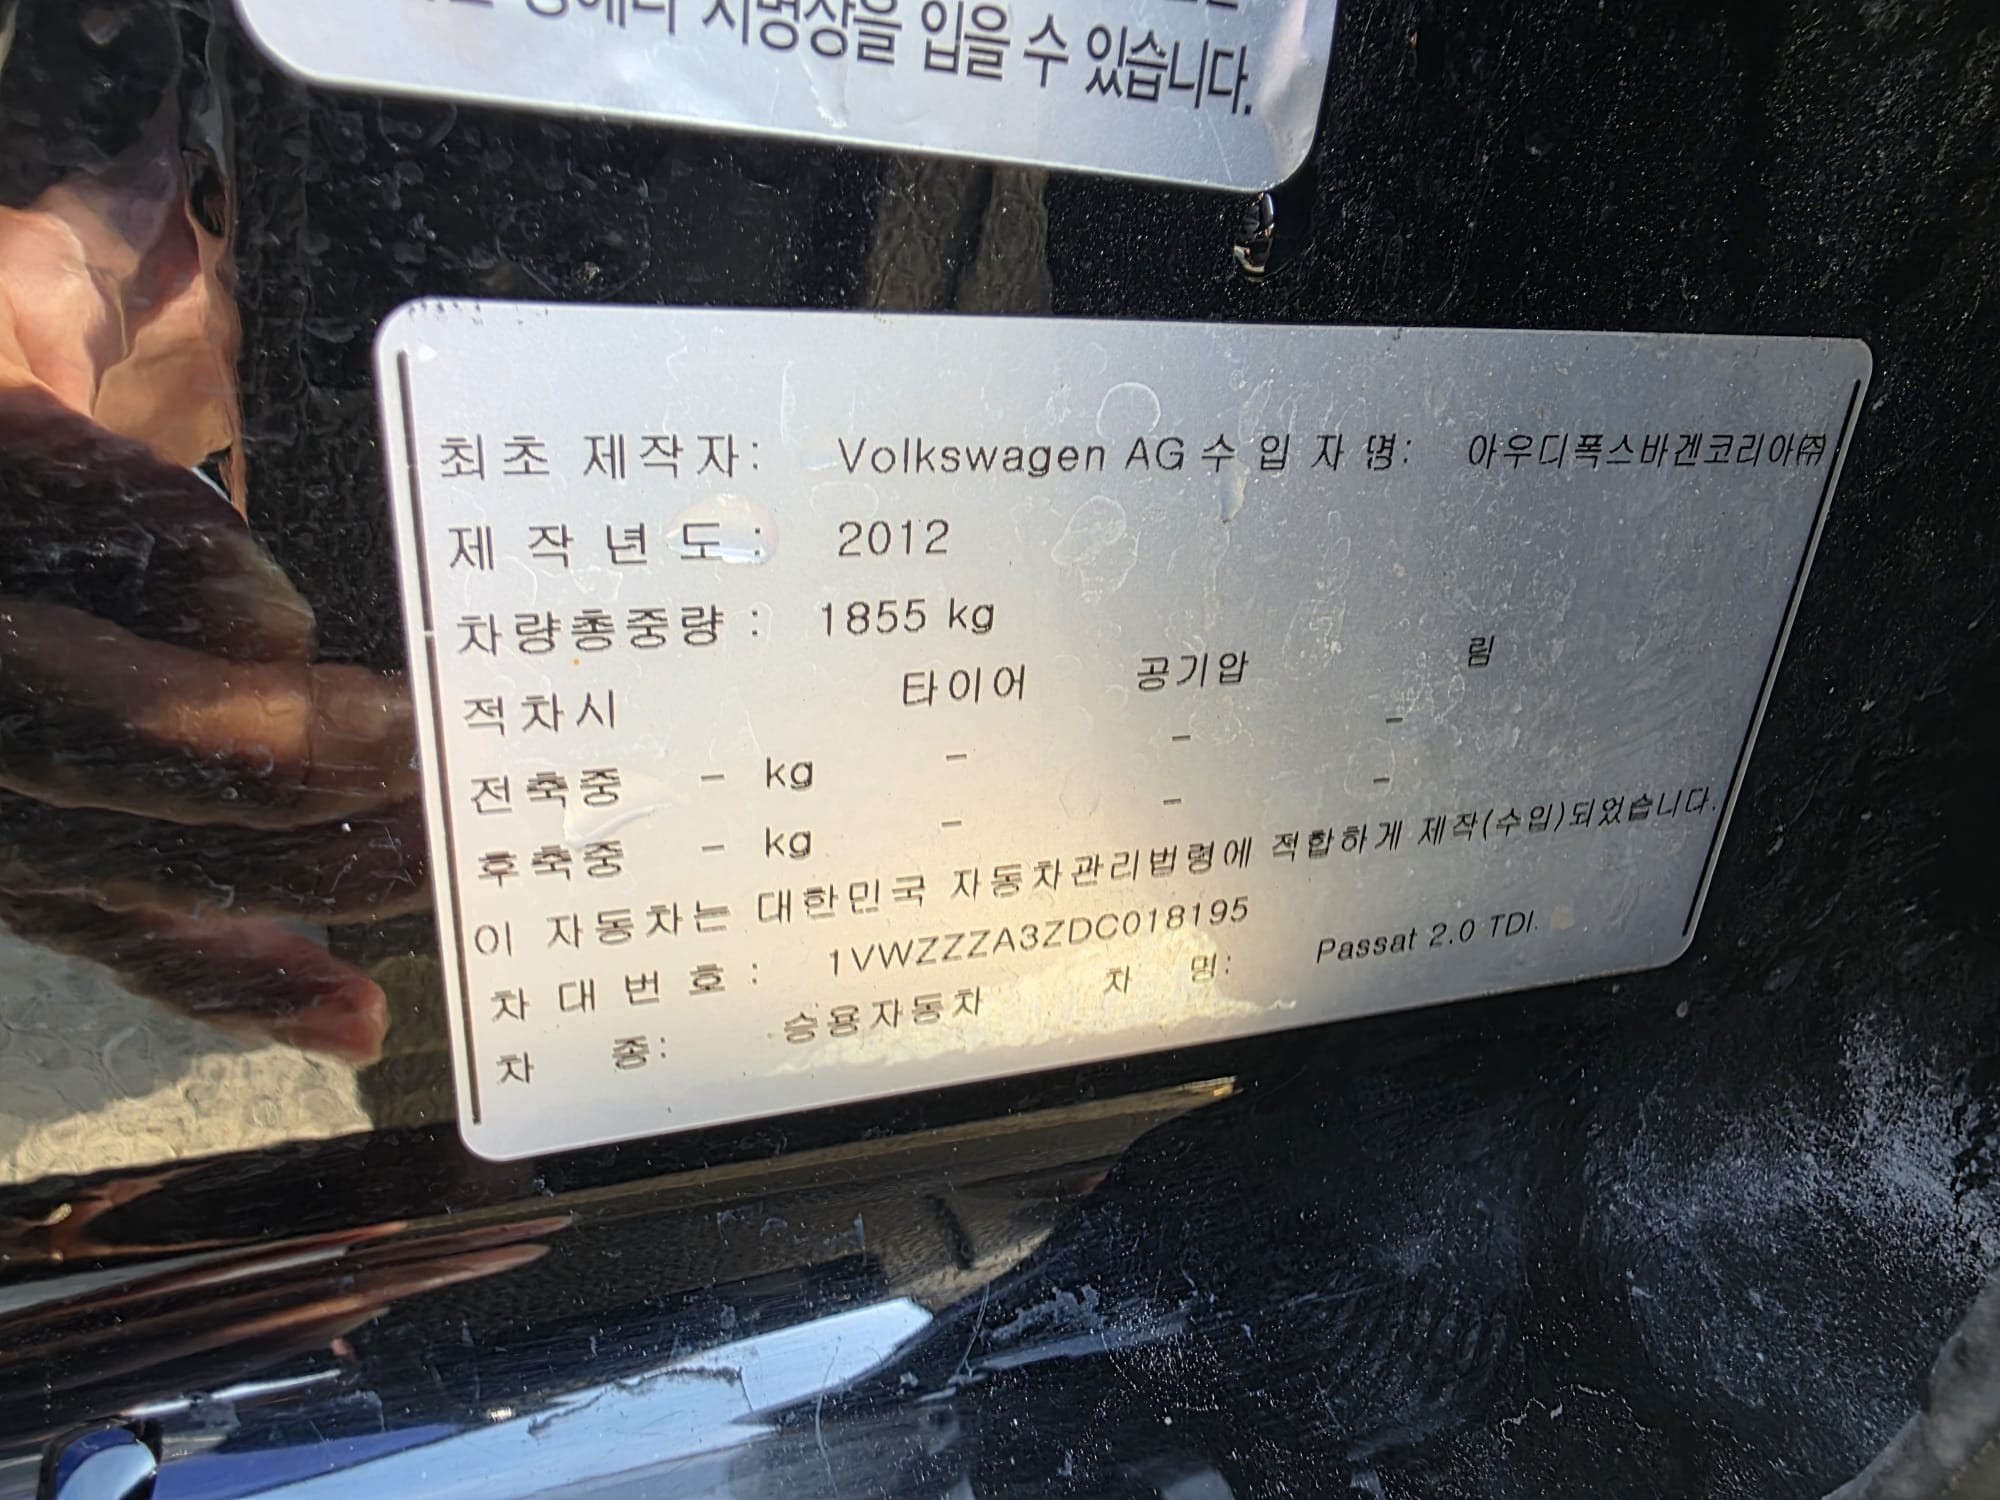 지명상을 입을 수 있습니다.
최초 제작자: Volkswagen AG 수 입 자 명: 아우디폭스바겐코리아㈜
제 작 년 도 : 2012
차량총중량 : 1855 kg
적차시 타이어 공기압 림
전축중 - kg - - -
후축중 - kg - - -
이 자동차는 대한민국 자동차관리법령에 적합하게 제작(수입)되었습니다.
차 대 번 호 : 1VWZZZA3ZDC018195
차 종: 승용자동차 차 명: Passat 2.0 TDI.